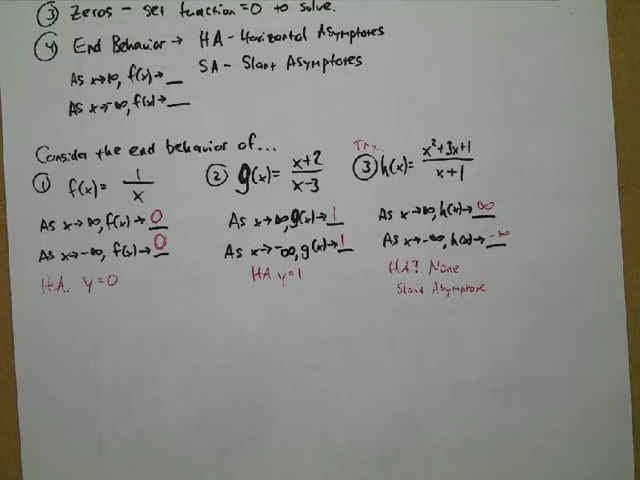 ③ Zeros - set function = 0 to solve.
④ End Behavior → HA - Horizontal Asymptotes
As x→∞, f(x)→ __
SA - Slant Asymptotes
As x→-∞, f(x)→ __
Consider the end behavior of...
Try..
① f(x) = 1/x
② g(x) = x+2/x-3
③ h(x) = x²+3x+1/x+1
As x→∞, f(x)→ 0
As x→∞, g(x)→ 1
As x→∞, h(x)→ ∞
As x→-∞, f(x)→ 0
As x→-∞, g(x)→ 1
As x→-∞, h(x)→ -∞
HA. y=0
HA y=1
HA? None
Slant Asymptote